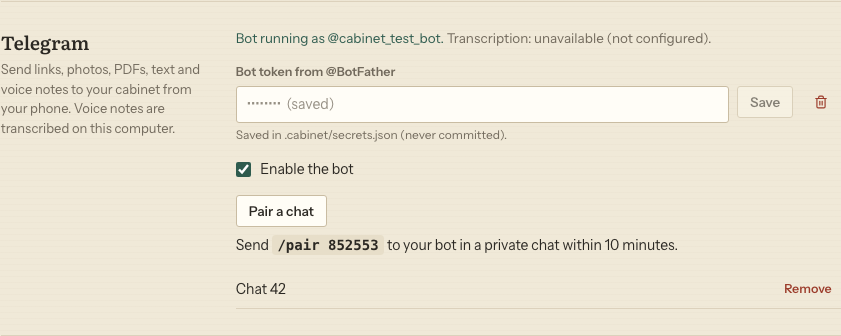 Telegram
Send links, photos, PDFs, text and
voice notes to your cabinet from
your phone. Voice notes are
transcribed on this computer.
Bot running as @cabinet_test_bot. Transcription: unavailable (not configured).
Bot token from @BotFather
•••••••• (saved)
Save
Saved in .cabinet/secrets.json (never committed).
Enable the bot
Pair a chat
Send /pair 852553 to your bot in a private chat within 10 minutes.
Chat 42
Remove